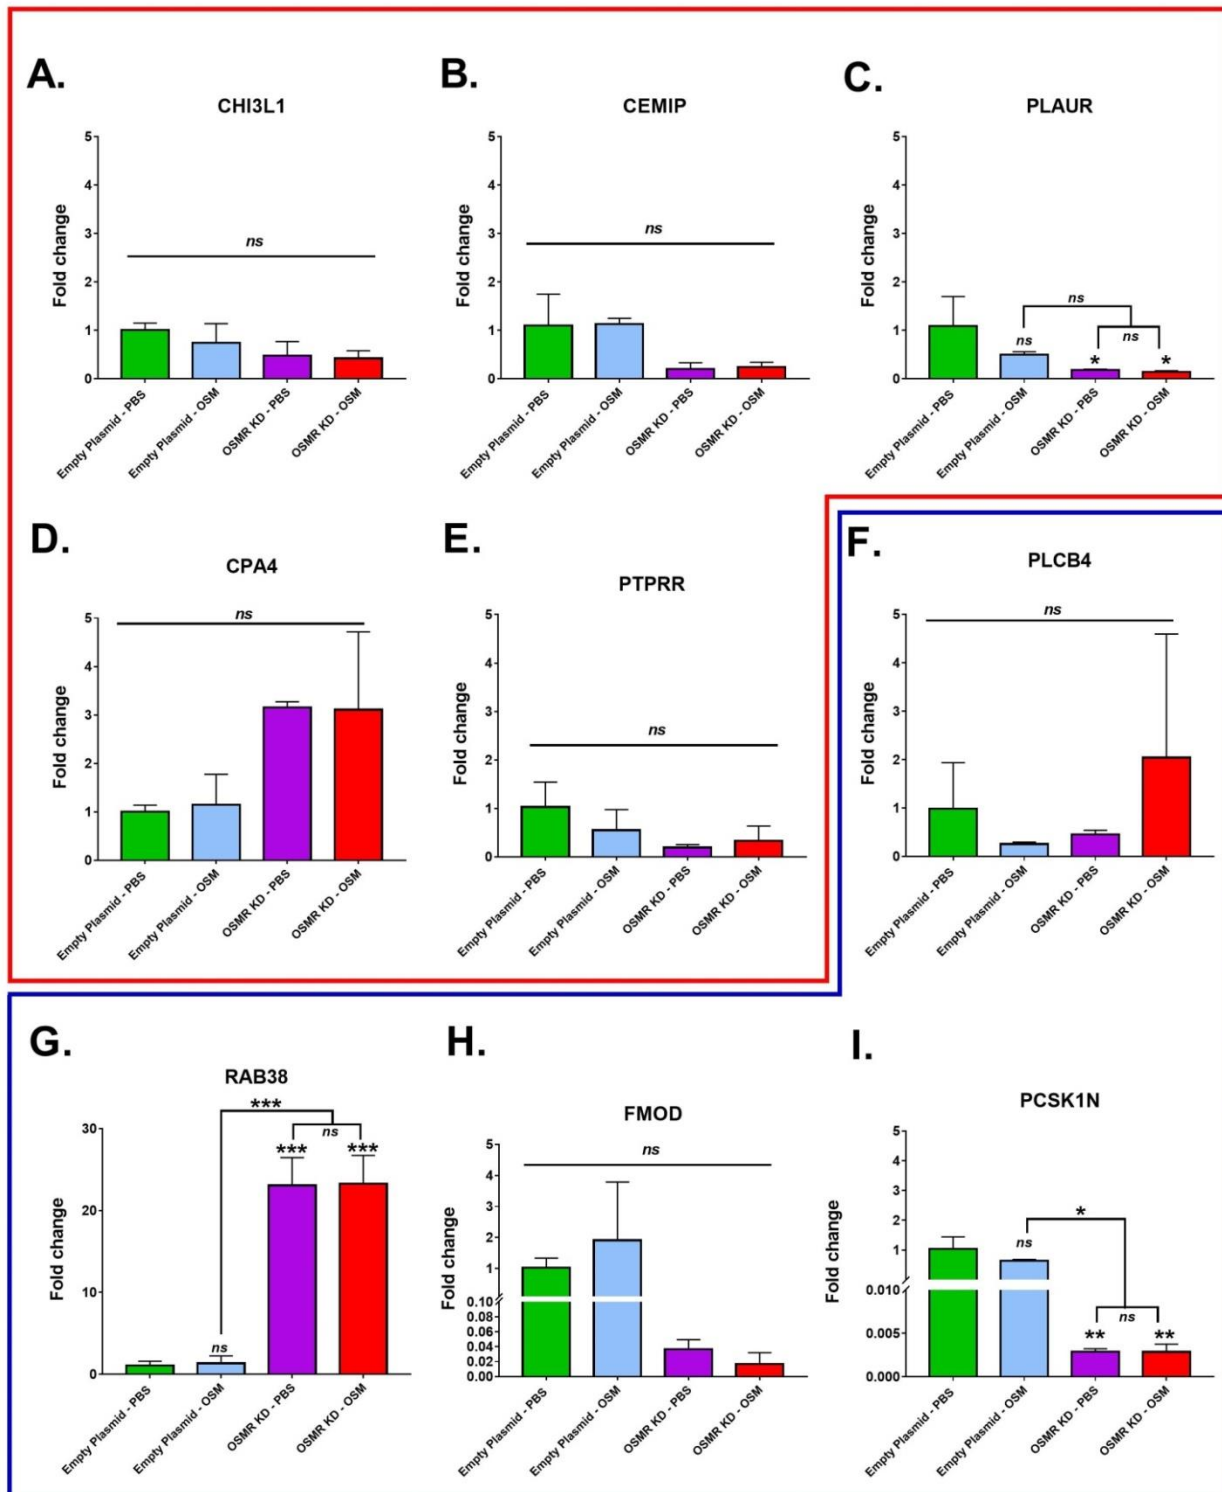 A.
CHI3L1
Fold change
5
4
3
2
1
0
ns
Empty Plasmid - PBS
Empty Plasmid - OSM
OSMR KD - PBS
OSMR KD - OSM
B.
CEMIP
Fold change
5
4
3
2
1
0
ns
Empty Plasmid - PBS
Empty Plasmid - OSM
OSMR KD - PBS
OSMR KD - OSM
C.
PLAUR
Fold change
5
4
3
2
1
0
ns
ns
ns
* *
Empty Plasmid - PBS
Empty Plasmid - OSM
OSMR KD - PBS
OSMR KD - OSM
D.
CPA4
Fold change
5
4
3
2
1
0
ns
Empty Plasmid - PBS
Empty Plasmid - OSM
OSMR KD - PBS
OSMR KD - OSM
E.
PTPRR
Fold change
5
4
3
2
1
0
ns
Empty Plasmid - PBS
Empty Plasmid - OSM
OSMR KD - PBS
OSMR KD - OSM
F.
PLCB4
Fold change
5
4
3
2
1
0
ns
Empty Plasmid - PBS
Empty Plasmid - OSM
OSMR KD - PBS
OSMR KD - OSM
G.
RAB38
Fold change
30
20
10
0
***
ns
*** ***
ns
Empty Plasmid - PBS
Empty Plasmid - OSM
OSMR KD - PBS
OSMR KD - OSM
H.
FMOD
Fold change
5
4
3
2
1
0.10
0.08
0.06
0.04
0.02
0.00
ns
Empty Plasmid - PBS
Empty Plasmid - OSM
OSMR KD - PBS
OSMR KD - OSM
I.
PCSK1N
Fold change
5
4
3
2
1
0.010
0.005
0.000
*
ns
ns
** **
Empty Plasmid - PBS
Empty Plasmid - OSM
OSMR KD - PBS
OSMR KD - OSM